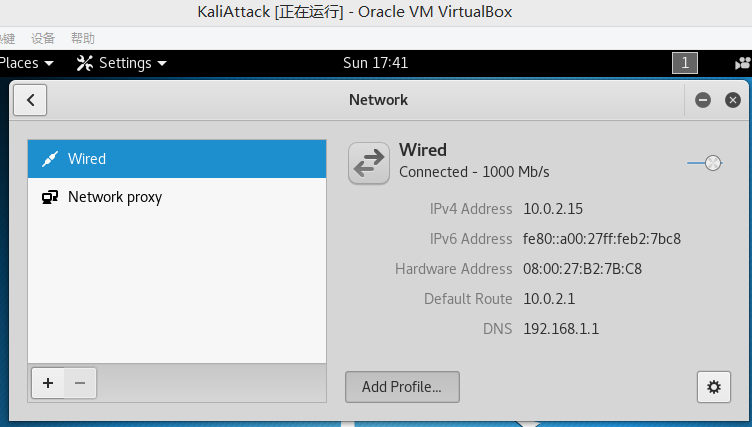 KaliAttack [正在运行] - Oracle VM VirtualBox
设备 帮助
Places Settings Sun 17:41 1
Network
Wired
Network proxy
Wired
Connected - 1000 Mb/s
IPv4 Address 10.0.2.15
IPv6 Address fe80::a00:27ff:feb2:7bc8
Hardware Address 08:00:27:B2:7B:C8
Default Route 10.0.2.1
DNS 192.168.1.1
Add Profile...